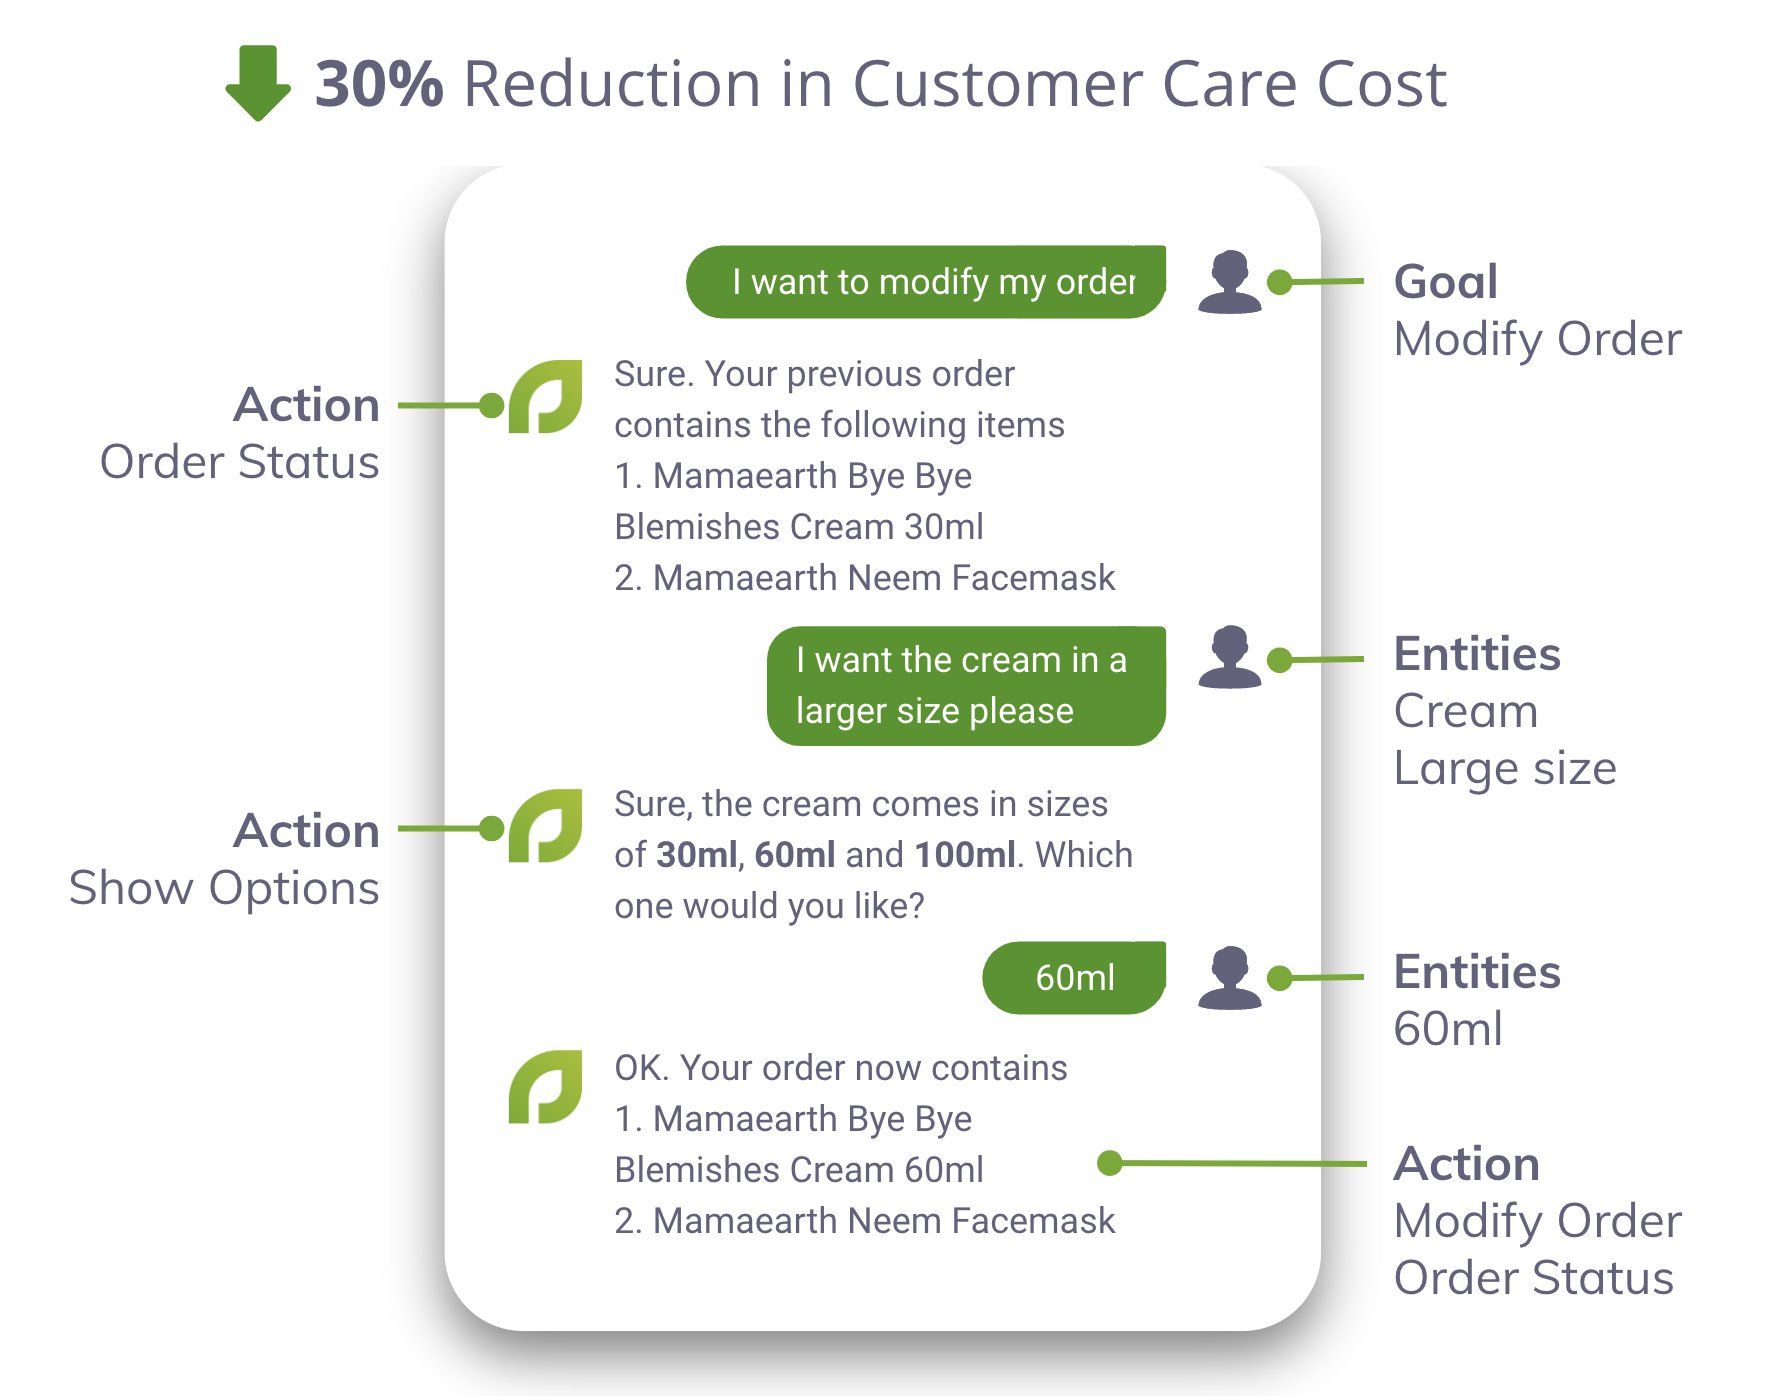 30% Reduction in Customer Care Cost
I want to modify my order
Goal
Modify Order
Action
Order Status
Sure. Your previous order
contains the following items
1. Mamaearth Bye Bye
Blemishes Cream 30ml
2. Mamaearth Neem Facemask
I want the cream in a
larger size please
Entities
Cream
Large size
Action
Show Options
Sure, the cream comes in sizes
of 30ml, 60ml and 100ml. Which
one would you like?
60ml
Entities
60ml
OK. Your order now contains
1. Mamaearth Bye Bye
Blemishes Cream 60ml
2. Mamaearth Neem Facemask
Action
Modify Order
Order Status